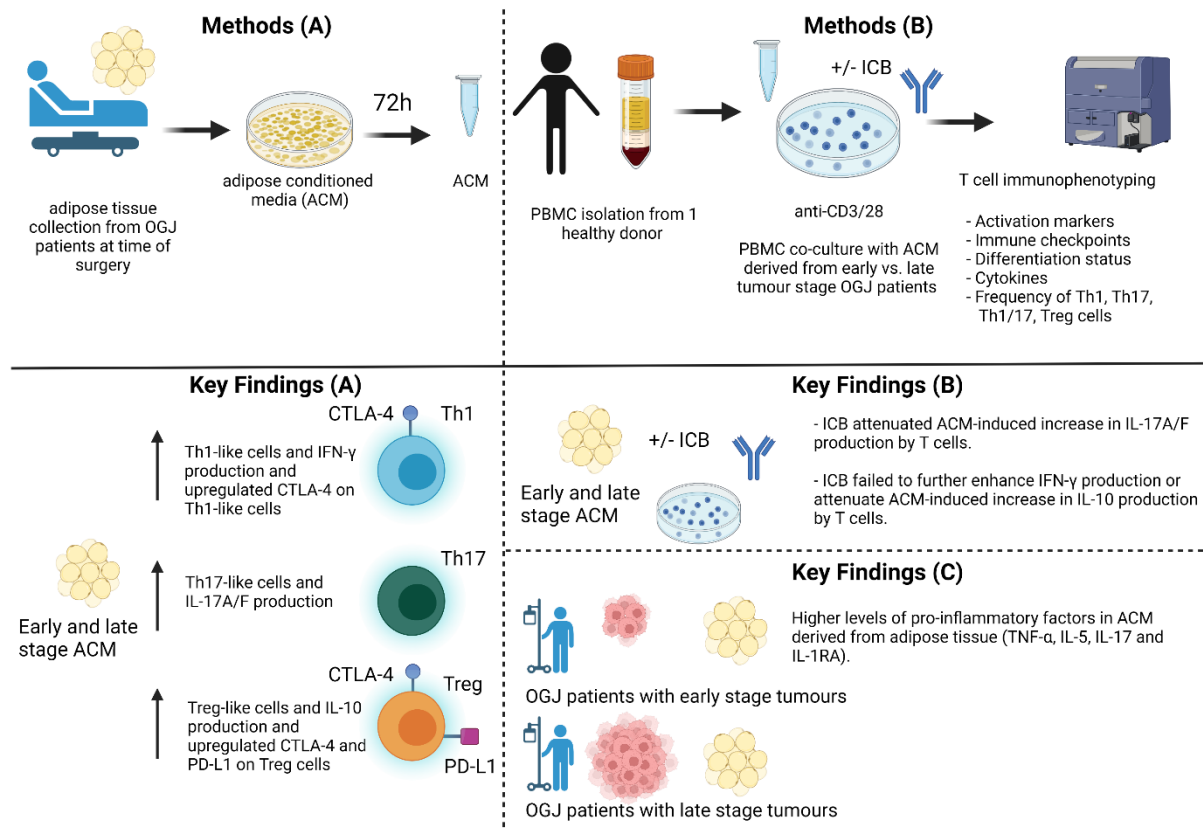 Methods (A)
72h
adipose conditioned
media (ACM)
ACM
adipose tissue
collection from OGJ
patients at time of
surgery
Methods (B)
+/- ICB
PBMC isolation from 1
healthy donor
anti-CD3/28
PBMC co-culture with ACM
derived from early vs. late
tumour stage OGJ patients
T cell immunophenotyping
- Activation markers
- Immune checkpoints
- Differentiation status
- Cytokines
- Frequency of Th1, Th17,
Th1/17, Treg cells
Key Findings (A)
Early and late
stage ACM
CTLA-4
Th1
Th1-like cells and IFN-γ
production and
upregulated CTLA-4 on
Th1-like cells
Th17
Th17-like cells and
IL-17A/F production
CTLA-4
Treg
Treg-like cells and IL-10
production and
upregulated CTLA-4 and
PD-L1 on Treg cells
PD-L1
Key Findings (B)
+/- ICB
Early and late
stage ACM
- ICB attenuated ACM-induced increase in IL-17A/F
production by T cells.
- ICB failed to further enhance IFN-γ production or
attenuate ACM-induced increase in IL-10 production
by T cells.
Key Findings (C)
Higher levels of pro-inflammatory factors in ACM
derived from adipose tissue (TNF-α, IL-5, IL-17 and
IL-1RA).
OGJ patients with early stage tumours
OGJ patients with late stage tumours